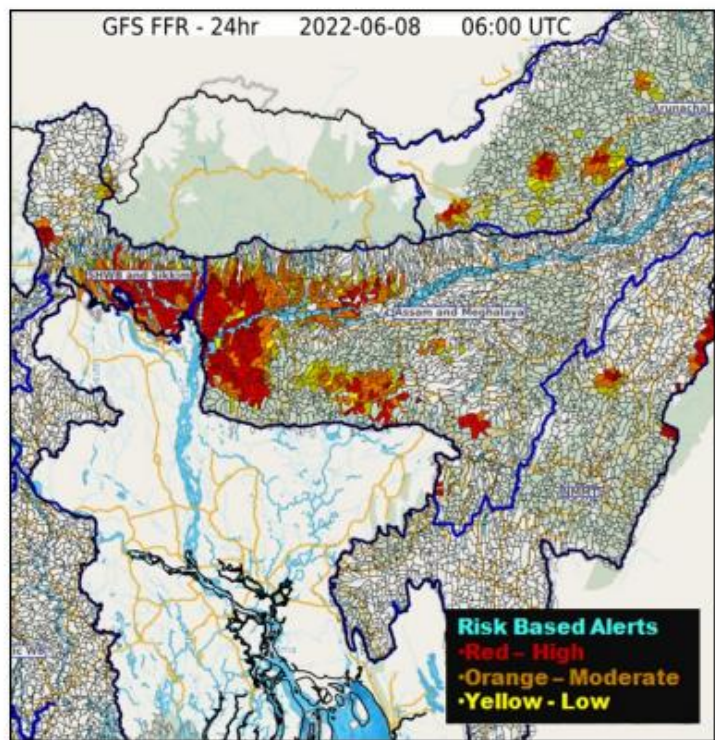 GFS FFR - 24hr 2022-06-08 06:00 UTC
Arunachal
SHWB and Sikkim
Assam and Meghalaya
NMMT
Risk Based Alerts
•Red – High
•Orange – Moderate
•Yellow - Low